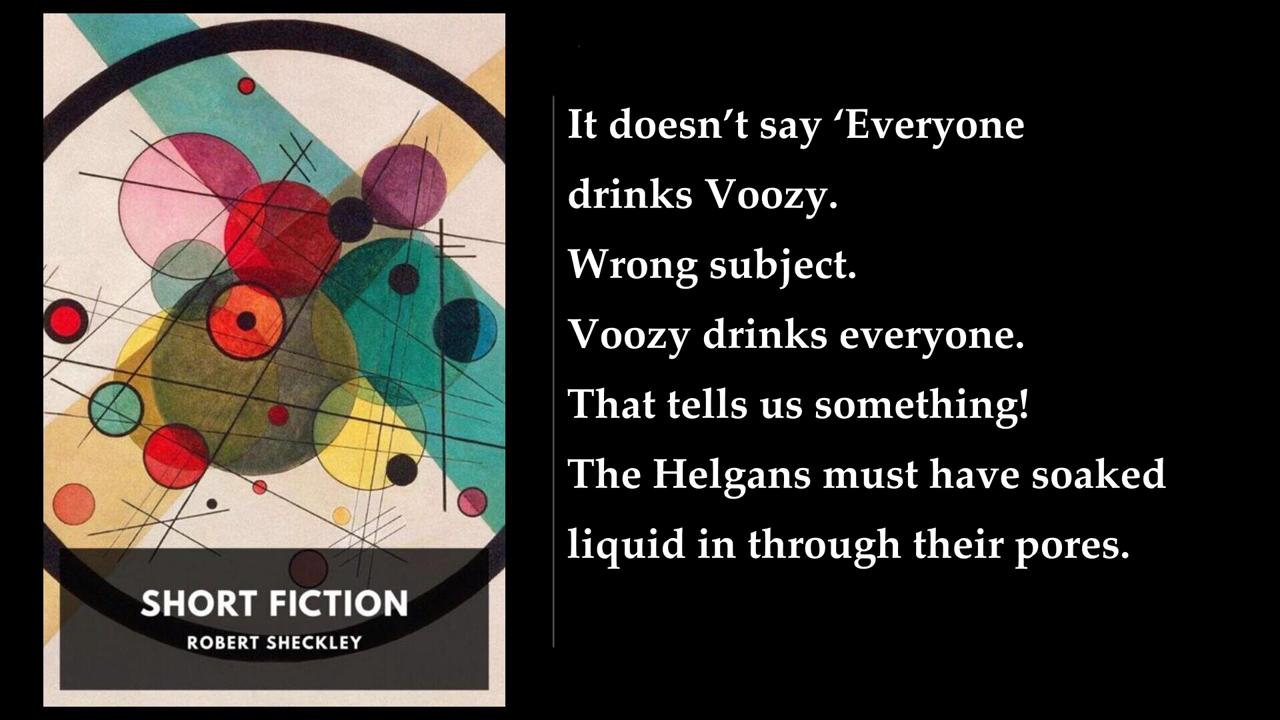 SHORT FICTION
ROBERT SHECKLEY
It doesn’t say ‘Everyone
drinks Voozy.
Wrong subject.
Voozy drinks everyone.
That tells us something!
The Helgans must have soaked
liquid in through their pores.